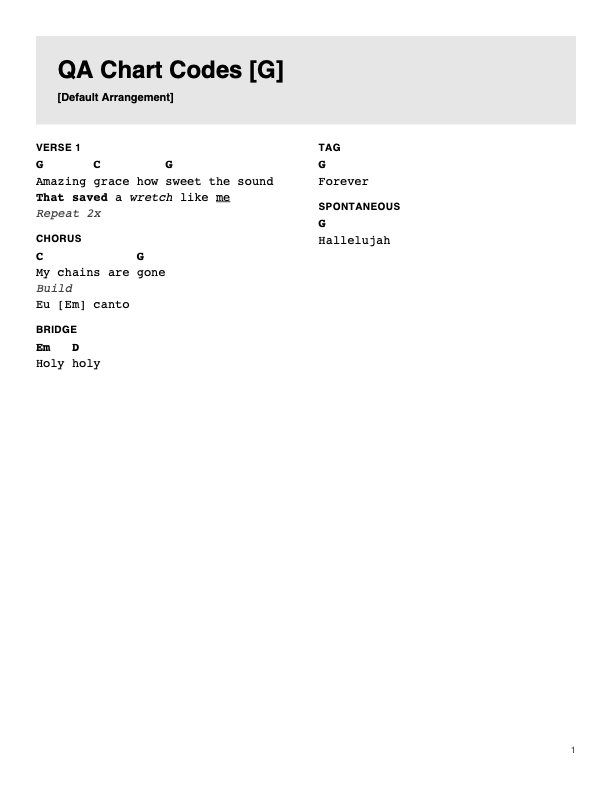 QA Chart Codes [G]
[Default Arrangement]
VERSE 1
G       C         G
Amazing grace how sweet the sound
That saved a wretch like me
Repeat 2x
CHORUS
C             G
My chains are gone
Build
Eu [Em] canto
BRIDGE
Em   D
Holy holy
TAG
G
Forever
SPONTANEOUS
G
Hallelujah
1